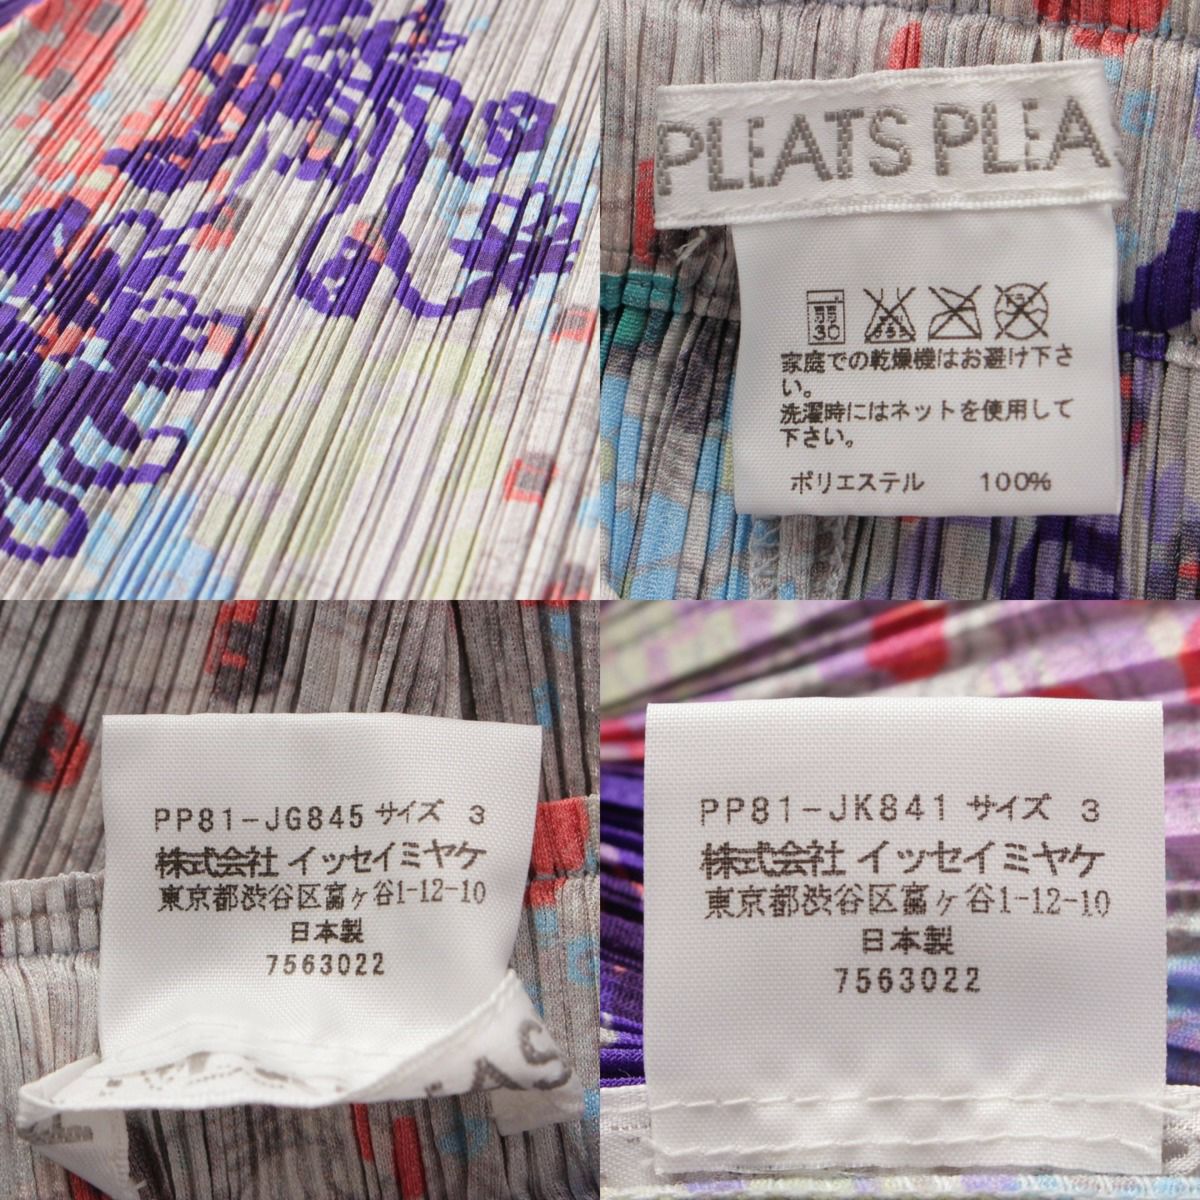 PLEATS PLEAS
30
家庭での乾燥機はお避け下さ
い。
洗濯時にはネットを使用して
下さい。
ポリエステル 100%
PP81-JG845 サイズ 3
株式会社 イッセイミヤケ
東京都渋谷区富ヶ谷1-12-10
日本製
7563022
PP81-JK841 サイズ 3
株式会社 イッセイミヤケ
東京都渋谷区富ヶ谷1-12-10
日本製
7563022